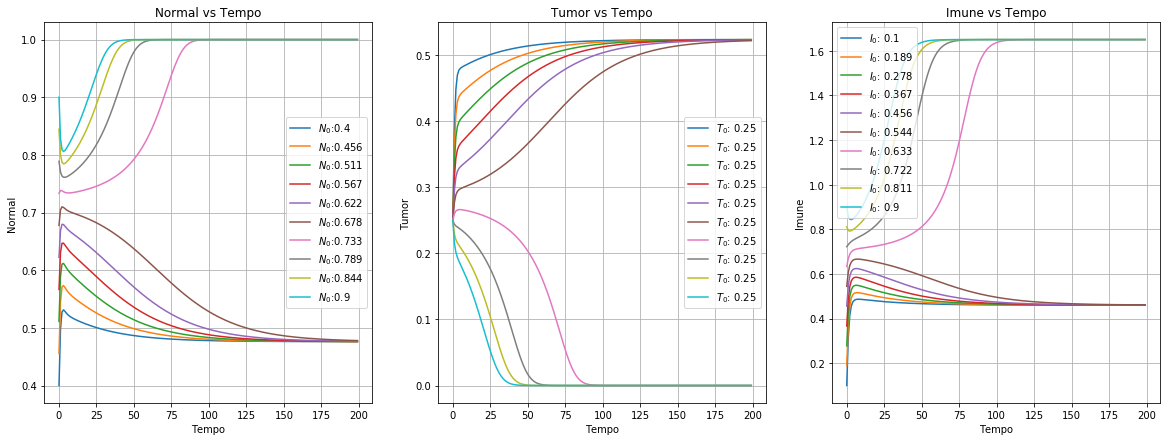 Normal vs Tempo
Normal
1.0
0.9
0.8
0.7
0.6
0.5
0.4
0
25
50
75
100
125
150
175
200
Tempo
N₀:0.4
N₀:0.456
N₀:0.511
N₀:0.567
N₀:0.622
N₀:0.678
N₀:0.733
N₀:0.789
N₀:0.844
N₀:0.9
Tumor vs Tempo
Tumor
0.5
0.4
0.3
0.2
0.1
0.0
0
25
50
75
100
125
150
175
200
Tempo
T₀: 0.25
T₀: 0.25
T₀: 0.25
T₀: 0.25
T₀: 0.25
T₀: 0.25
T₀: 0.25
T₀: 0.25
T₀: 0.25
T₀: 0.25
Imune vs Tempo
Imune
1.6
1.4
1.2
1.0
0.8
0.6
0.4
0.2
0
25
50
75
100
125
150
175
200
Tempo
I₀: 0.1
I₀: 0.189
I₀: 0.278
I₀: 0.367
I₀: 0.456
I₀: 0.544
I₀: 0.633
I₀: 0.722
I₀: 0.811
I₀: 0.9